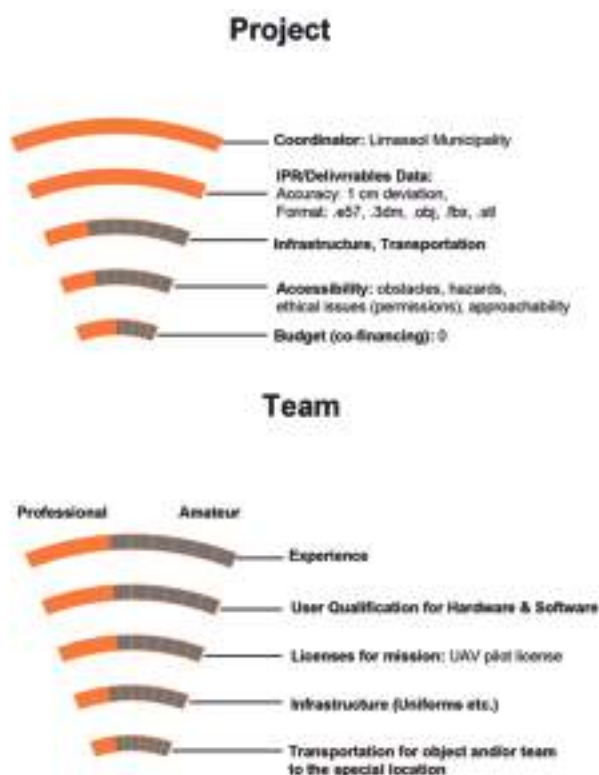 Project
Coordinator: Limassol Municipality
IPR/Delivrrables Data:
Accuracy: 1 cm deviation,
Format: .e57, .3dm, .obj, .fbx, .stl
Infrastructure, Transportation
Accessibility: obstacles, hazards,
ethical issues (permissions), approachability
Budget (co-financing): 0
Team
Professional Amateur
Experience
User Qualification for Hardware & Software
Licenses for mission: UAV pilot license
Infrastructure (Uniforms etc.)
Transportation for object and/or team
to the special location